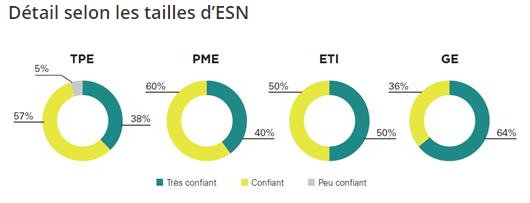 Détail selon les tailles d’ESN
TPE
PME
ETI
GE
5%
57%
38%
60%
40%
50%
50%
36%
64%
Très confiant
Confiant
Peu confiant